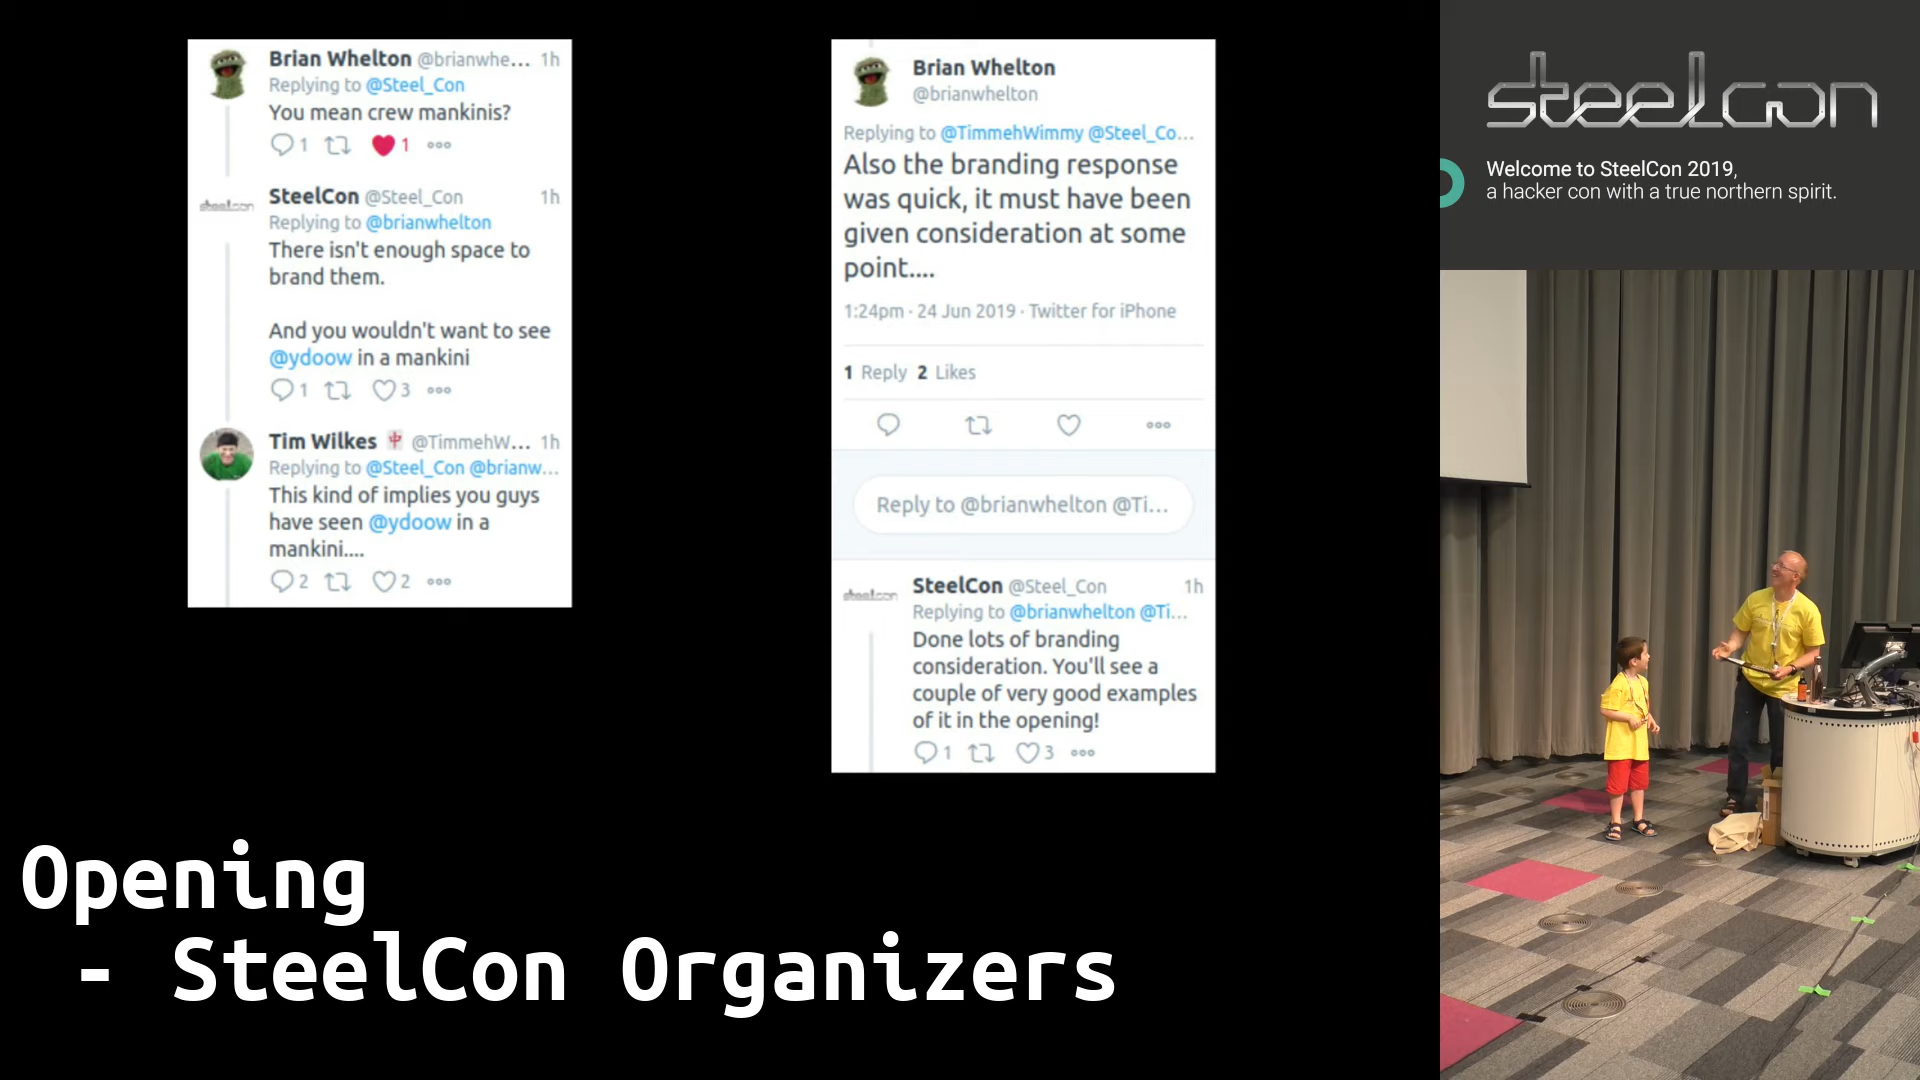 Brian Whelton @brianwhe... 1h
Replying to @Steel_Con
You mean crew mankinis?
1 1
SteelCon @Steel_Con 1h
steelcon
Replying to @brianwhelton
There isn't enough space to
brand them.
And you wouldn't want to see
@ydoow in a mankini
1 3
Tim Wilkes 中 @TimmehW... 1h
Replying to @Steel_Con @brianw...
This kind of implies you guys
have seen @ydoow in a
mankini....
2 2
Brian Whelton
@brianwhelton
Replying to @TimmehWimmy @Steel_Co...
Also the branding response
was quick, it must have been
given consideration at some
point....
1:24pm · 24 Jun 2019 · Twitter for iPhone
1 Reply 2 Likes
Reply to @brianwhelton @Ti...
SteelCon @Steel_Con 1h
steelcon
Replying to @brianwhelton @Ti...
Done lots of branding
consideration. You'll see a
couple of very good examples
of it in the opening!
1 3
Opening
- SteelCon Organizers
steelcon
Welcome to SteelCon 2019,
a hacker con with a true northern spirit.